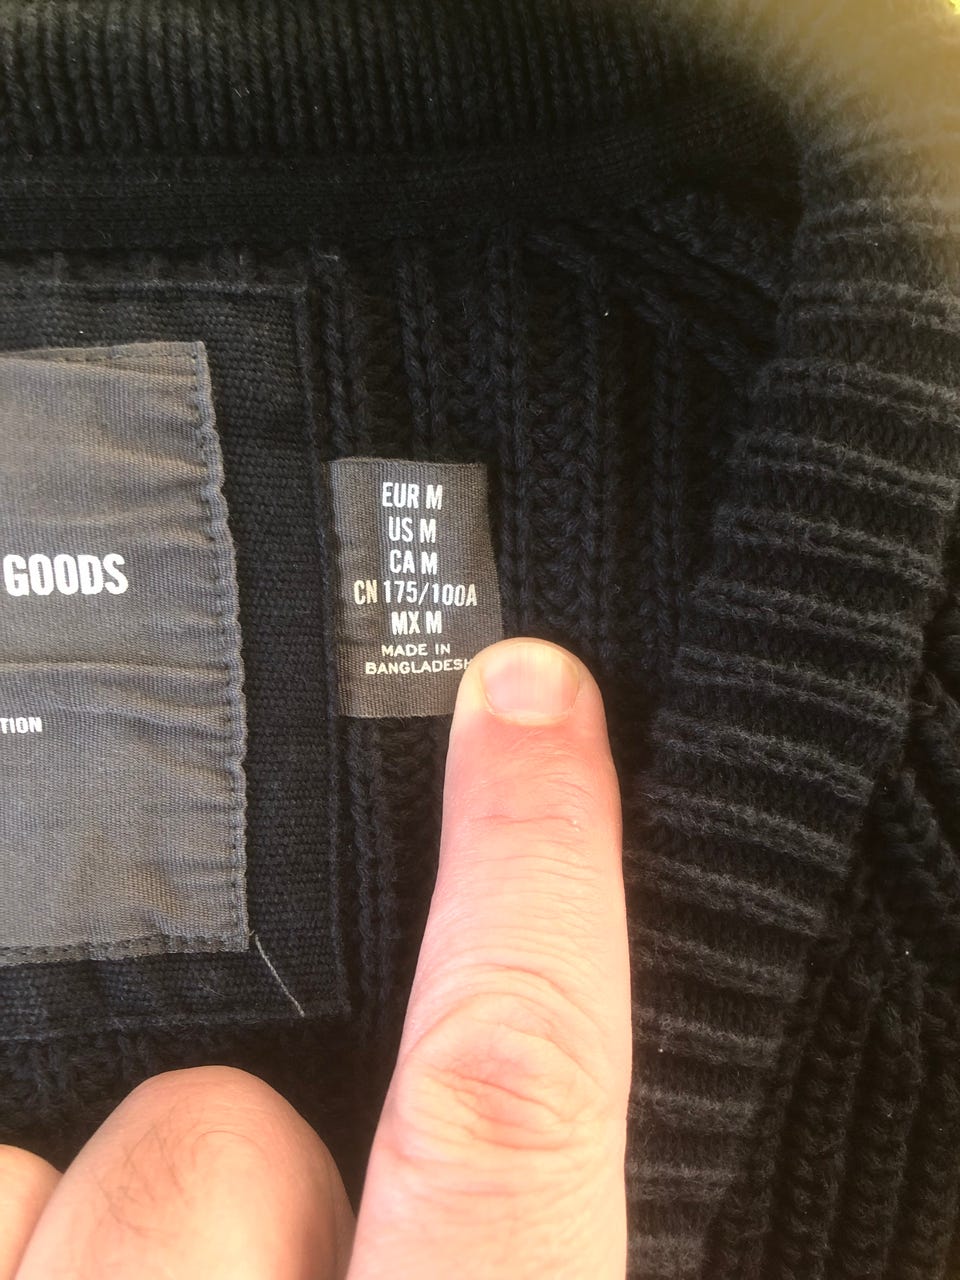 GOODS
TION
EUR M
US M
CA M
CN 175/100A
MX M
MADE IN
BANGLADESH